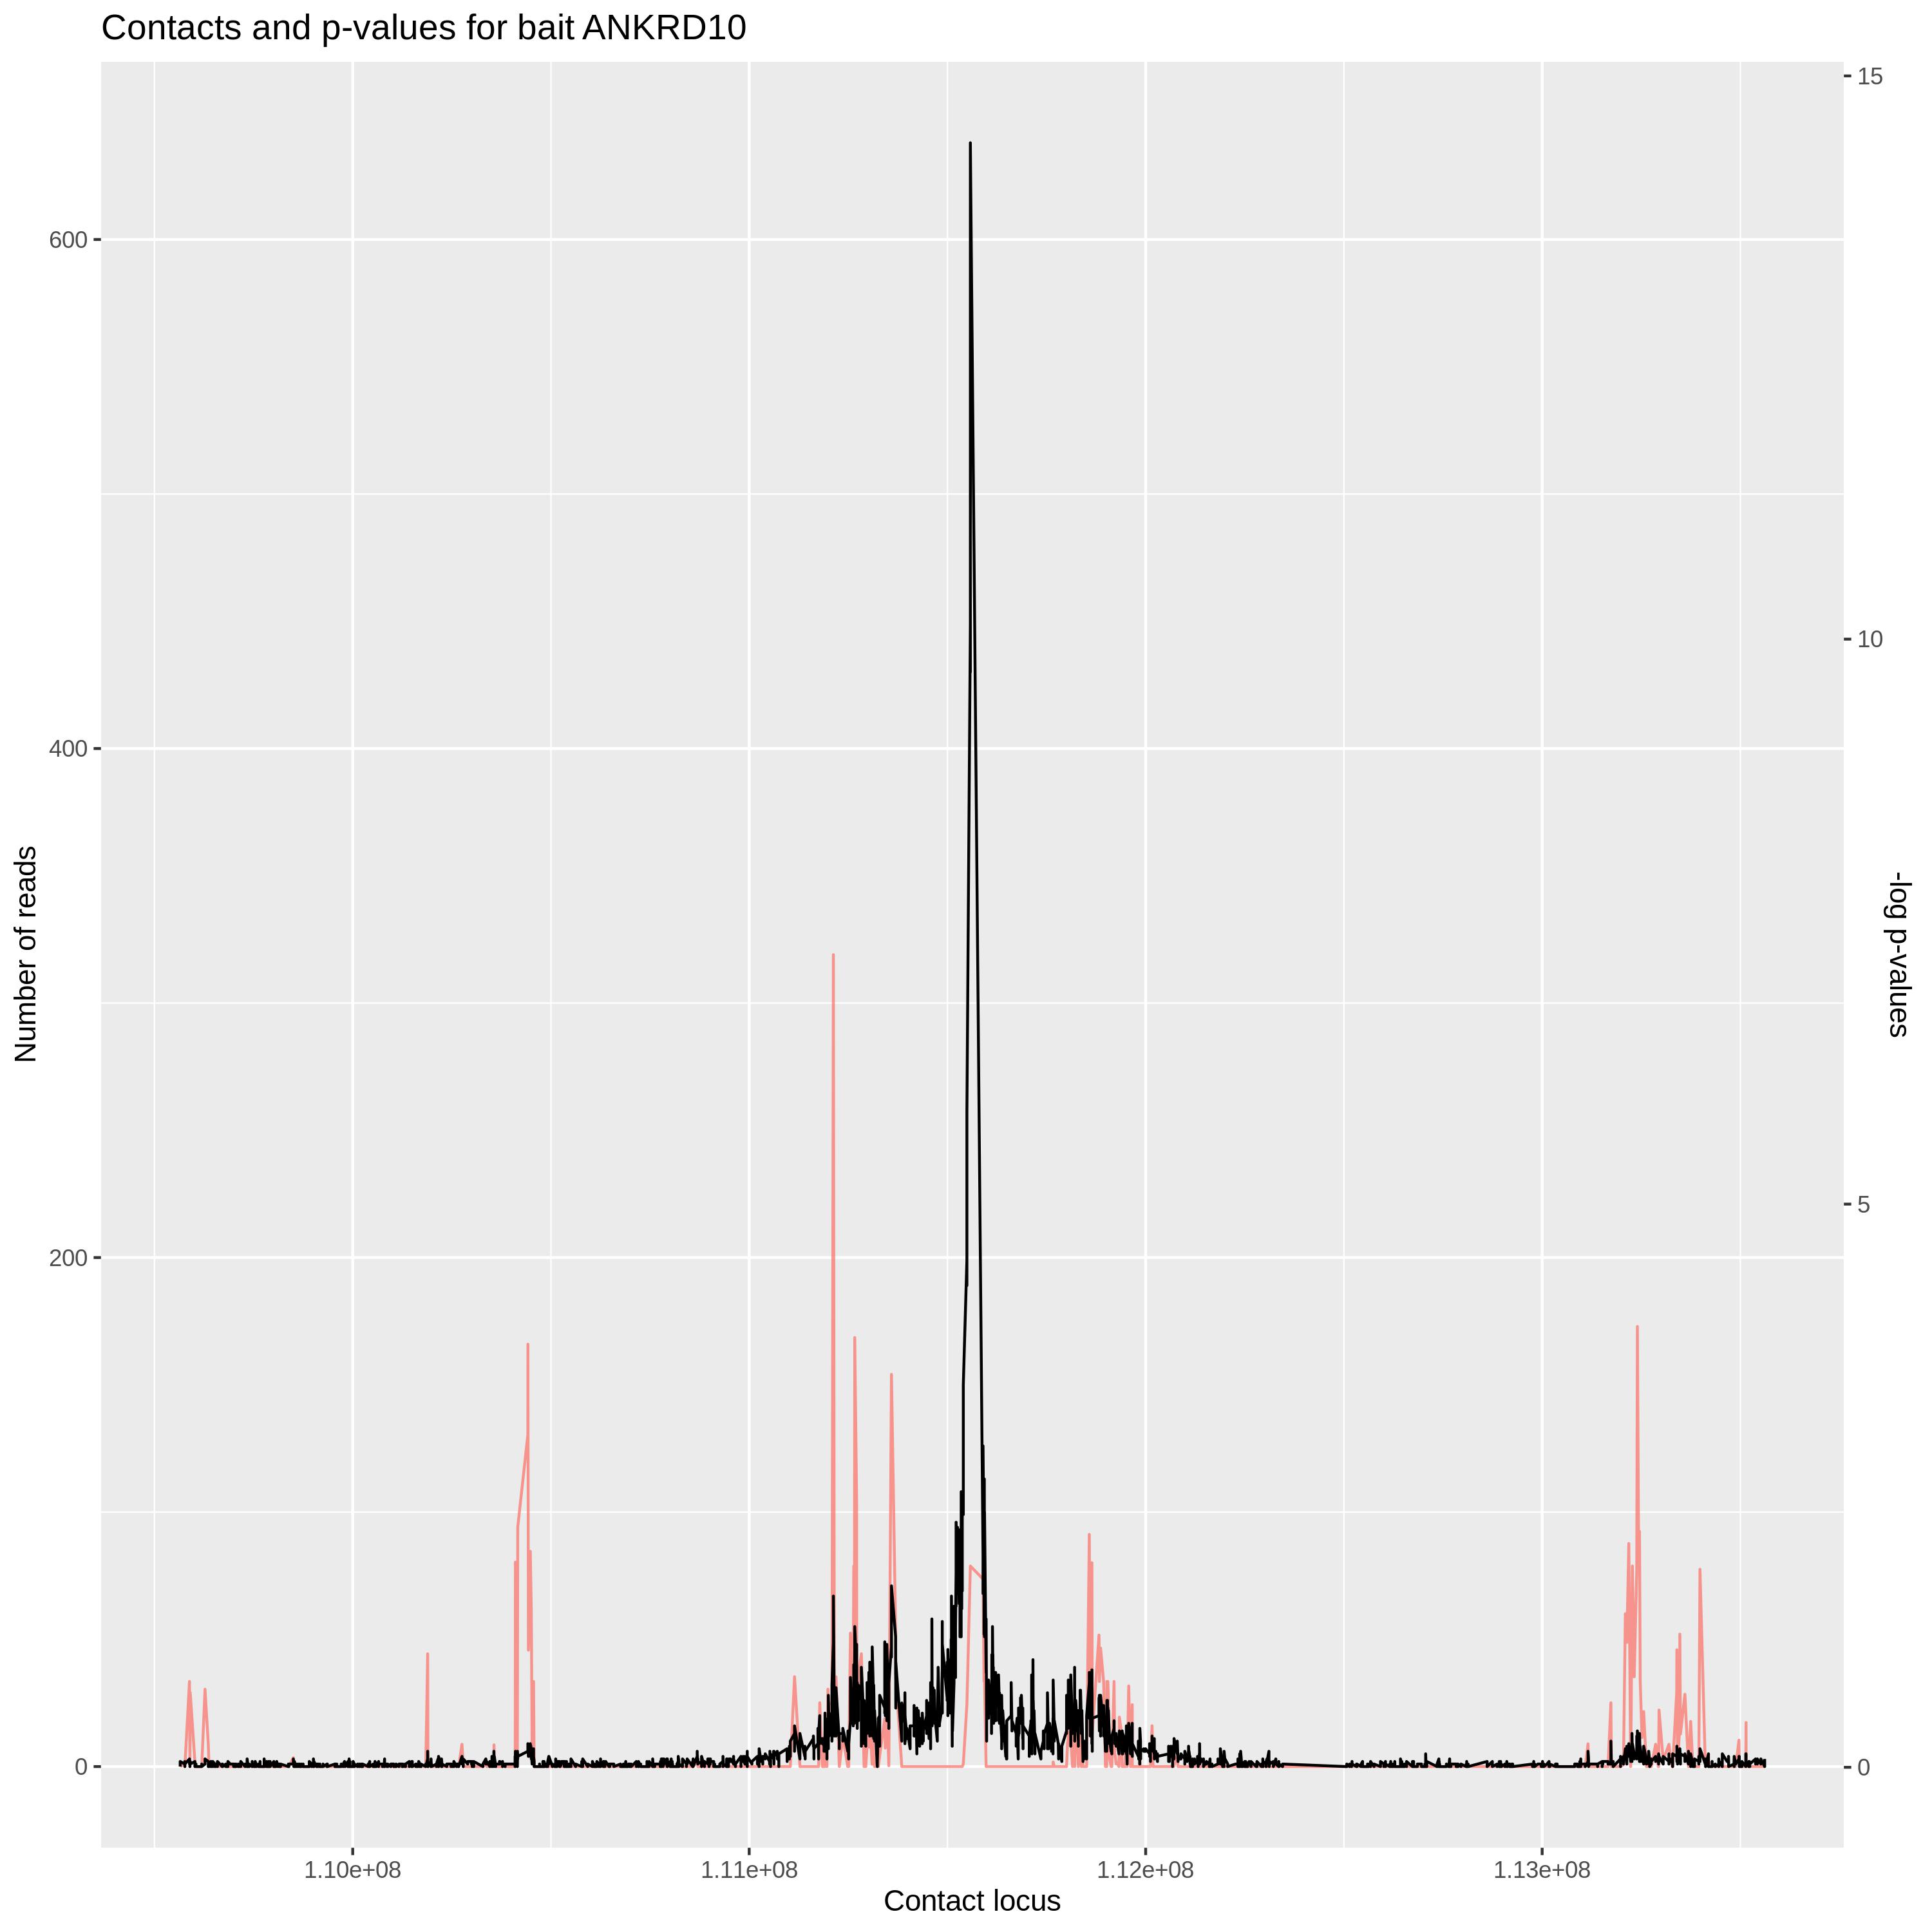 Contacts and p-values for bait ANKRD10
15
600
10
400
Number of reads
-log p-values
5
200
0
0
1.10e+08
1.11e+08
1.12e+08
1.13e+08
Contact locus